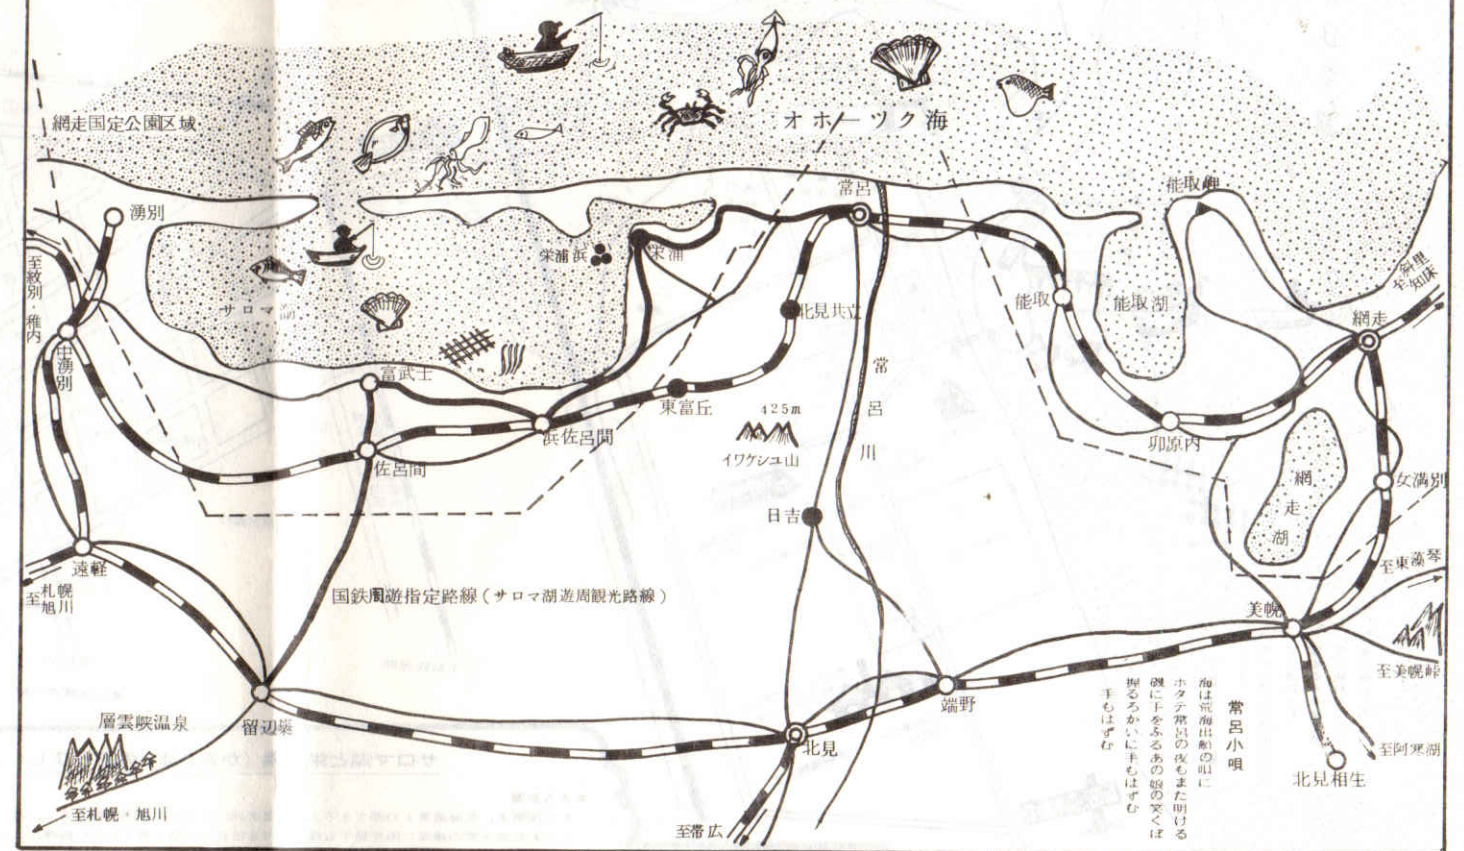 網走国定公園区域
オホーツク海
常呂
能取岬
湧別
栄浦浜
栄浦
至紋別 稚内
サロマ湖
北見共立
能取
能取湖
至斜里
知床
網走
中湧別
富武士
東富丘
425m
イワケシユ山
常呂川
浜佐呂間
佐呂間
卯原内
女満別
網走湖
日吉
遠軽
至札幌
旭川
国鉄周遊指定路線(サロマ湖遊周観光路線)
至東藻琴
美幌
至美幌峠
端野
常呂小唄
海は荒海出船の唄に
ホタテ常呂の夜もまた明ける
磯に手をふるあの娘の笑くぼ
握るろかいに手もはずむ
手もはずむ
層雲峡温泉
留辺蘂
北見
至阿寒湖
北見相生
至札幌・旭川
至帯広